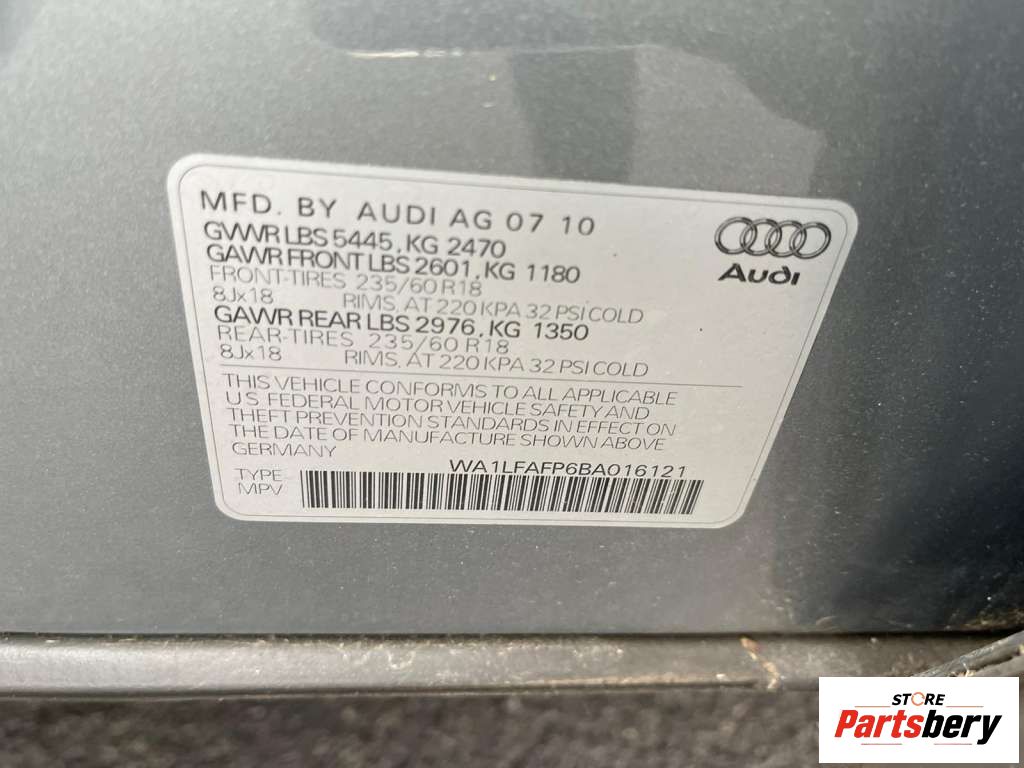 MFD. BY AUDI AG 07 10
GVWR LBS 5445, KG 2470
GAWR FRONT LBS 2601, KG 1180
FRONT-TIRES 235/60 R18
8Jx18 RIMS, AT 220 KPA 32 PSI COLD
GAWR REAR LBS 2976, KG 1350
REAR-TIRES 235/60 R18
8Jx18 RIMS, AT 220 KPA 32 PSI COLD
Audi
THIS VEHICLE CONFORMS TO ALL APPLICABLE
U.S. FEDERAL MOTOR VEHICLE SAFETY AND
THEFT PREVENTION STANDARDS IN EFFECT ON
THE DATE OF MANUFACTURE SHOWN ABOVE
GERMANY
WA1LFAFP6BA016121
TYPE
MPV
STORE
Partsbery